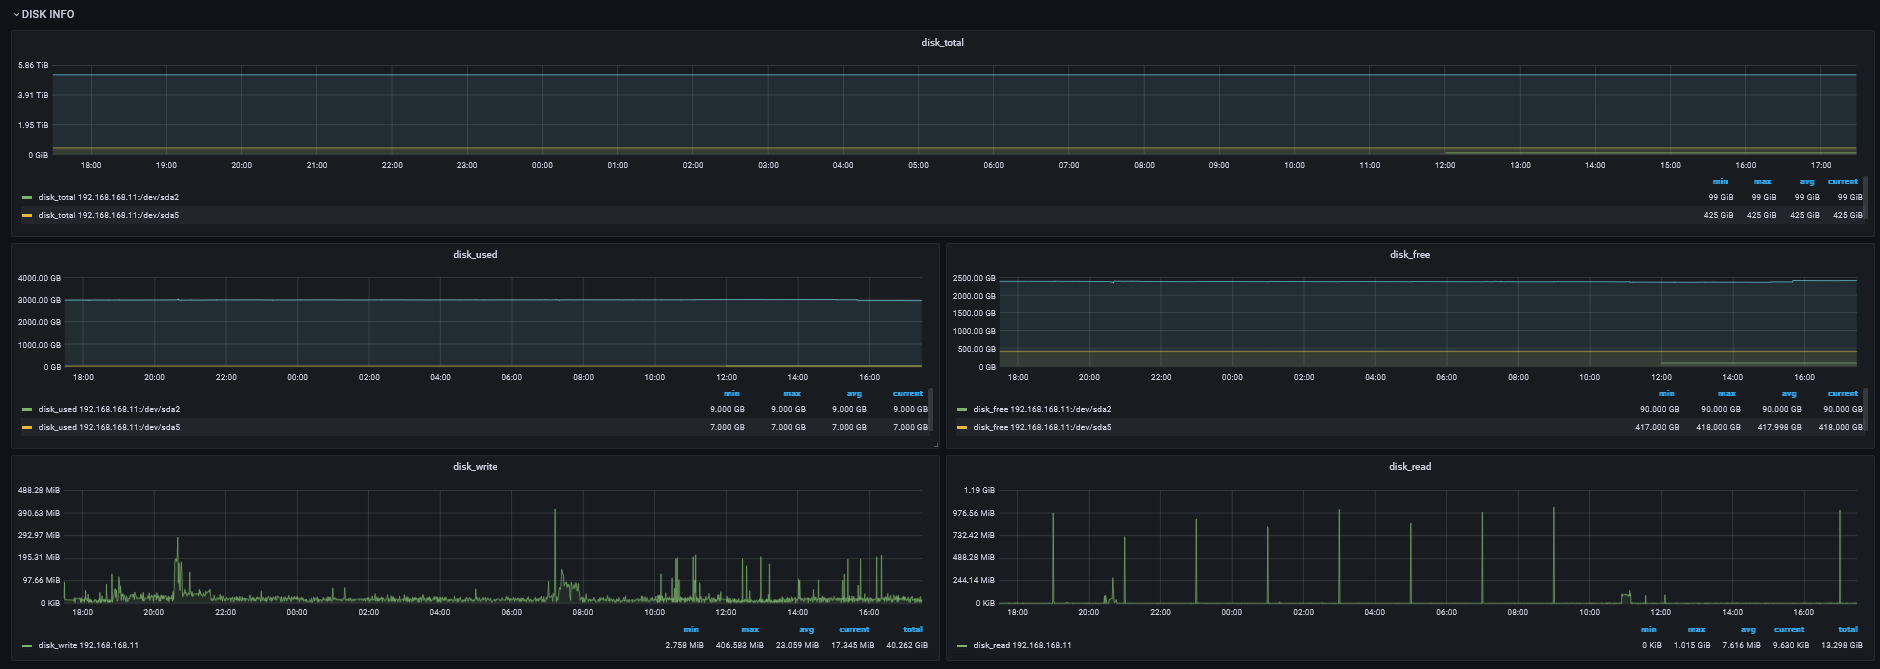 DISK INFO
disk_total
5.86 TiB
3.91 TiB
1.95 TiB
0 GiB
18:00 19:00 20:00 21:00 22:00 23:00 00:00 01:00 02:00 03:00 04:00 05:00 06:00 07:00 08:00 09:00 10:00 11:00 12:00 13:00 14:00 15:00 16:00 17:00
min max avg current
disk_total 192.168.168.11:/dev/sda2 99 GiB 99 GiB 99 GiB 99 GiB
disk_total 192.168.168.11:/dev/sda5 425 GiB 425 GiB 425 GiB 425 GiB
disk_used
4000.00 GB
3000.00 GB
2000.00 GB
1000.00 GB
0 GB
18:00 20:00 22:00 00:00 02:00 04:00 06:00 08:00 10:00 12:00 14:00 16:00
min max avg current
disk_used 192.168.168.11:/dev/sda2 9.000 GB 9.000 GB 9.000 GB 9.000 GB
disk_used 192.168.168.11:/dev/sda5 7.000 GB 7.000 GB 7.000 GB 7.000 GB
disk_free
2500.00 GB
2000.00 GB
1500.00 GB
1000.00 GB
500.00 GB
0 GB
18:00 20:00 22:00 00:00 02:00 04:00 06:00 08:00 10:00 12:00 14:00 16:00
min max avg current
disk_free 192.168.168.11:/dev/sda2 90.000 GB 90.000 GB 90.000 GB 90.000 GB
disk_free 192.168.168.11:/dev/sda5 417.000 GB 418.000 GB 417.998 GB 418.000 GB
disk_write
488.28 MiB
390.63 MiB
292.97 MiB
195.31 MiB
97.66 MiB
0 KiB
18:00 20:00 22:00 00:00 02:00 04:00 06:00 08:00 10:00 12:00 14:00 16:00
min max avg current total
disk_write 192.168.168.11 2.758 MiB 406.583 MiB 23.059 MiB 17.345 MiB 40.262 GiB
disk_read
1.19 GiB
976.56 MiB
732.42 MiB
488.28 MiB
244.14 MiB
0 KiB
18:00 20:00 22:00 00:00 02:00 04:00 06:00 08:00 10:00 12:00 14:00 16:00
min max avg current total
disk_read 192.168.168.11 0 KiB 1.015 GiB 7.616 MiB 9.630 KiB 13.298 GiB